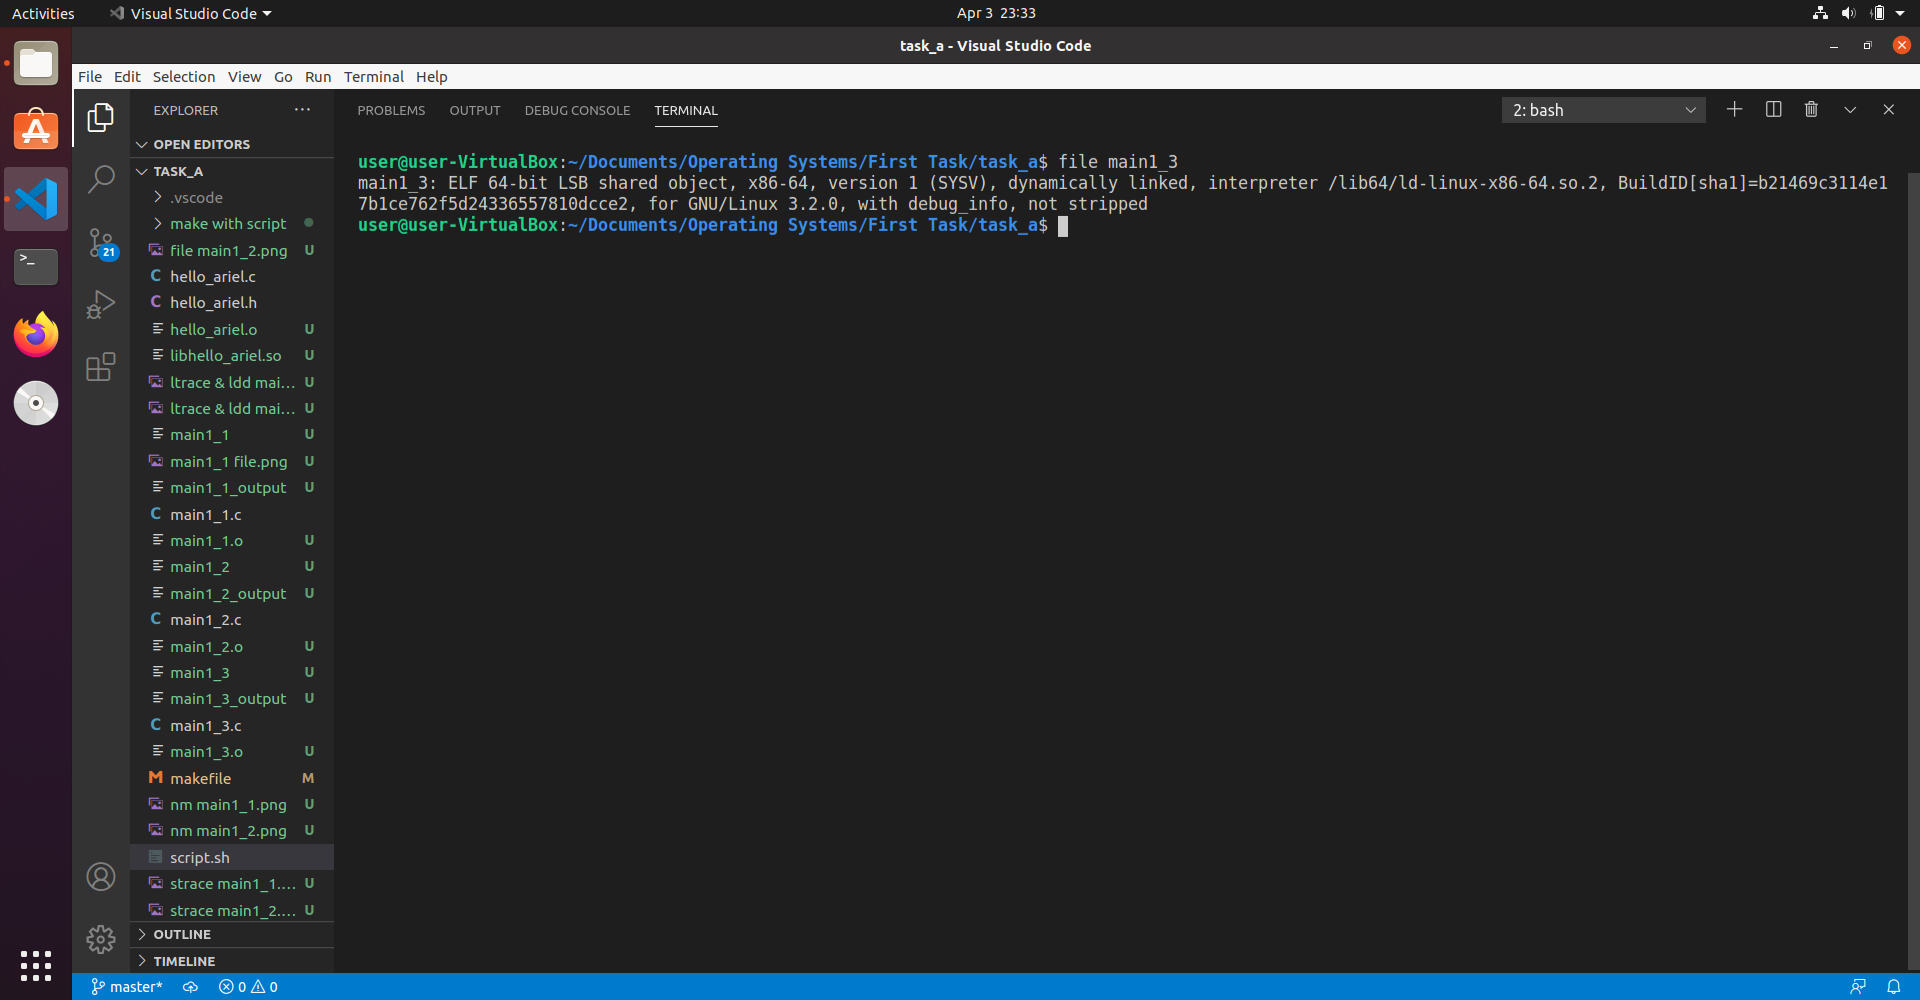 Activities
Visual Studio Code
Apr 3 23:33
task_a - Visual Studio Code
File Edit Selection View Go Run Terminal Help
EXPLORER
OPEN EDITORS
TASK_A
.vscode
make with script
file main1_2.png U
hello_ariel.c
hello_ariel.h
hello_ariel.o U
libhello_ariel.so U
ltrace & ldd mai... U
ltrace & ldd mai... U
main1_1 U
main1_1 file.png U
main1_1_output U
main1_1.c
main1_1.o U
main1_2 U
main1_2_output U
main1_2.c
main1_2.o U
main1_3 U
main1_3_output U
main1_3.c
main1_3.o U
makefile M
nm main1_1.png U
nm main1_2.png U
script.sh
strace main1_1.... U
strace main1_2.... U
OUTLINE
TIMELINE
21
PROBLEMS OUTPUT DEBUG CONSOLE TERMINAL
2: bash
user@user-VirtualBox:~/Documents/Operating Systems/First Task/task_a$ file main1_3
main1_3: ELF 64-bit LSB shared object, x86-64, version 1 (SYSV), dynamically linked, interpreter /lib64/ld-linux-x86-64.so.2, BuildID[sha1]=b21469c3114e1
7b1ce762f5d24336557810dcce2, for GNU/Linux 3.2.0, with debug_info, not stripped
user@user-VirtualBox:~/Documents/Operating Systems/First Task/task_a$
master* 0 0